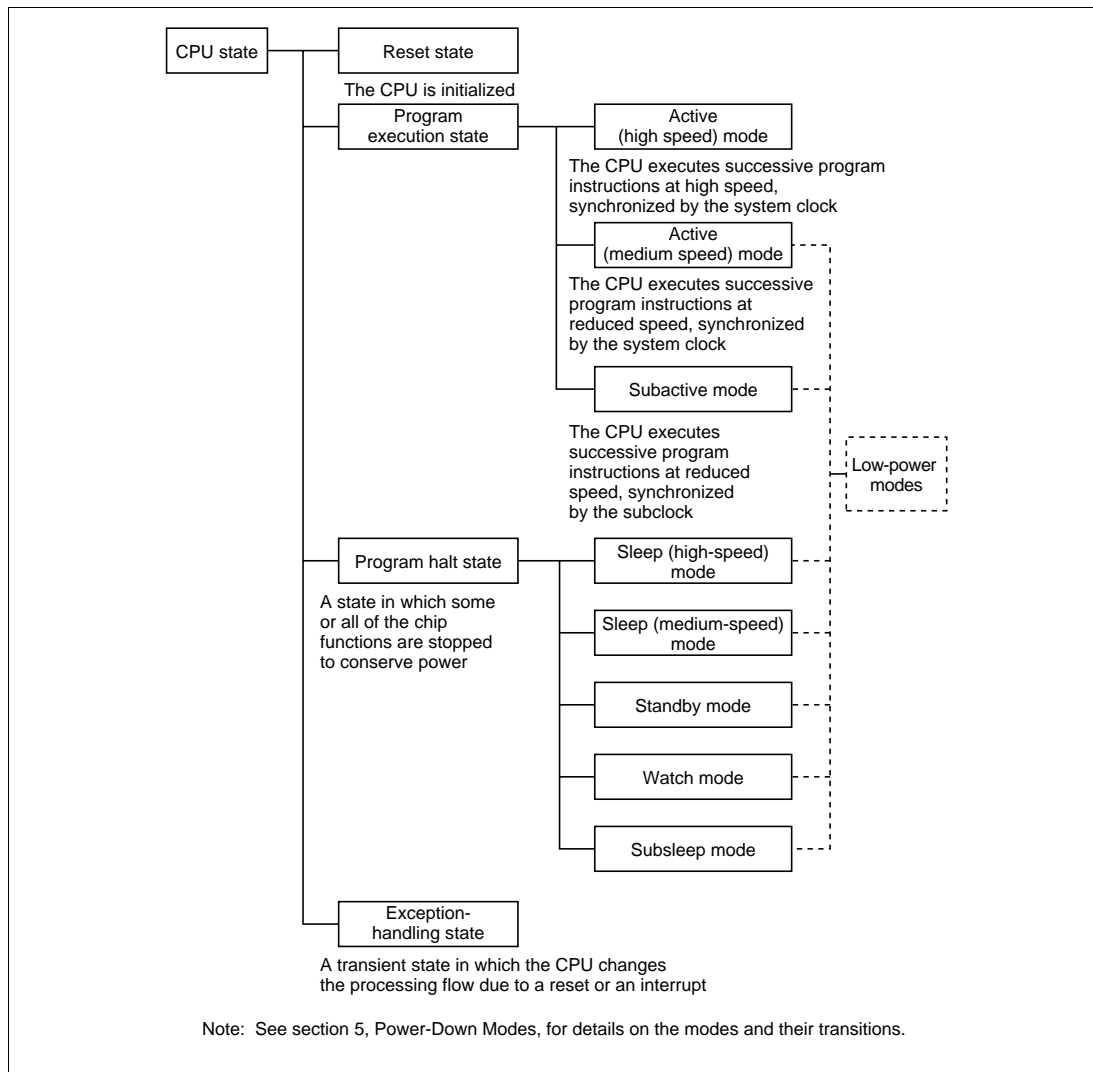 CPU state
Reset state
The CPU is initialized
Program
execution state
Active
(high speed) mode
The CPU executes successive program
instructions at high speed,
synchronized by the system clock
Active
(medium speed) mode
The CPU executes successive
program instructions at
reduced speed, synchronized
by the system clock
Subactive mode
The CPU executes
successive program
instructions at reduced
speed, synchronized
by the subclock
Low-power
modes
Program halt state
A state in which some
or all of the chip
functions are stopped
to conserve power
Sleep (high-speed)
mode
Sleep (medium-speed)
mode
Standby mode
Watch mode
Subsleep mode
Exception-
handling state
A transient state in which the CPU changes
the processing flow due to a reset or an interrupt
Note:  See section 5, Power-Down Modes, for details on the modes and their transitions.